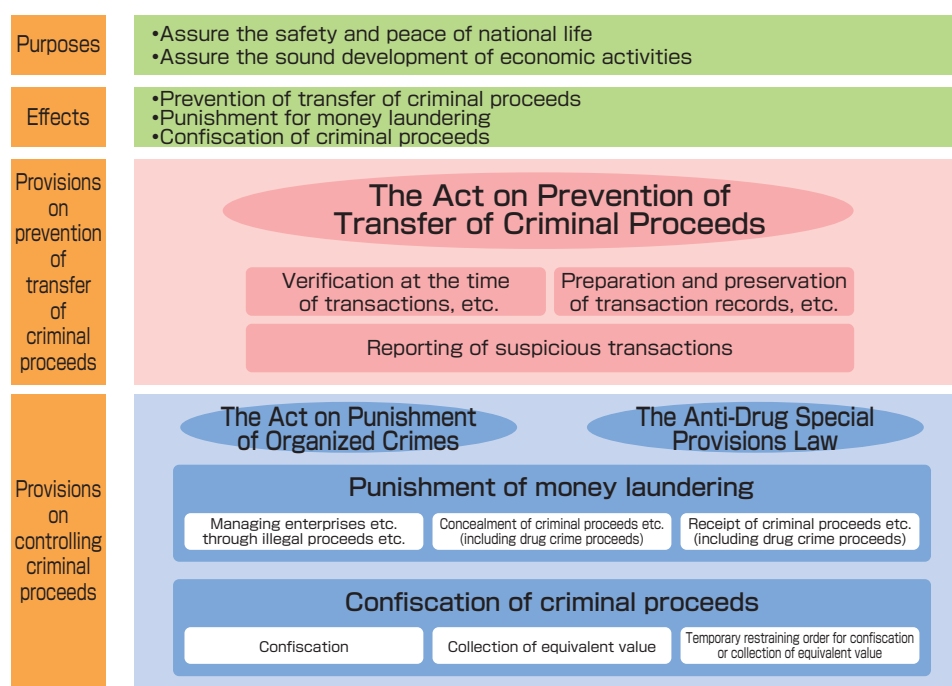 Purposes
•Assure the safety and peace of national life
•Assure the sound development of economic activities
Effects
•Prevention of transfer of criminal proceeds
•Punishment for money laundering
•Confiscation of criminal proceeds
Provisions
on
prevention
of
transfer
of
criminal
proceeds
The Act on Prevention of
Transfer of Criminal Proceeds
Verification at the time
of transactions, etc.
Preparation and preservation
of transaction records, etc.
Reporting of suspicious transactions
Provisions
on
controlling
criminal
proceeds
The Act on Punishment
of Organized Crimes
The Anti-Drug Special
Provisions Law
Punishment of money laundering
Managing enterprises etc.
through illegal proceeds etc.
Concealment of criminal proceeds etc.
(including drug crime proceeds)
Receipt of criminal proceeds etc.
(including drug crime proceeds)
Confiscation of criminal proceeds
Confiscation
Collection of equivalent value
Temporary restraining order for confiscation
or collection of equivalent value